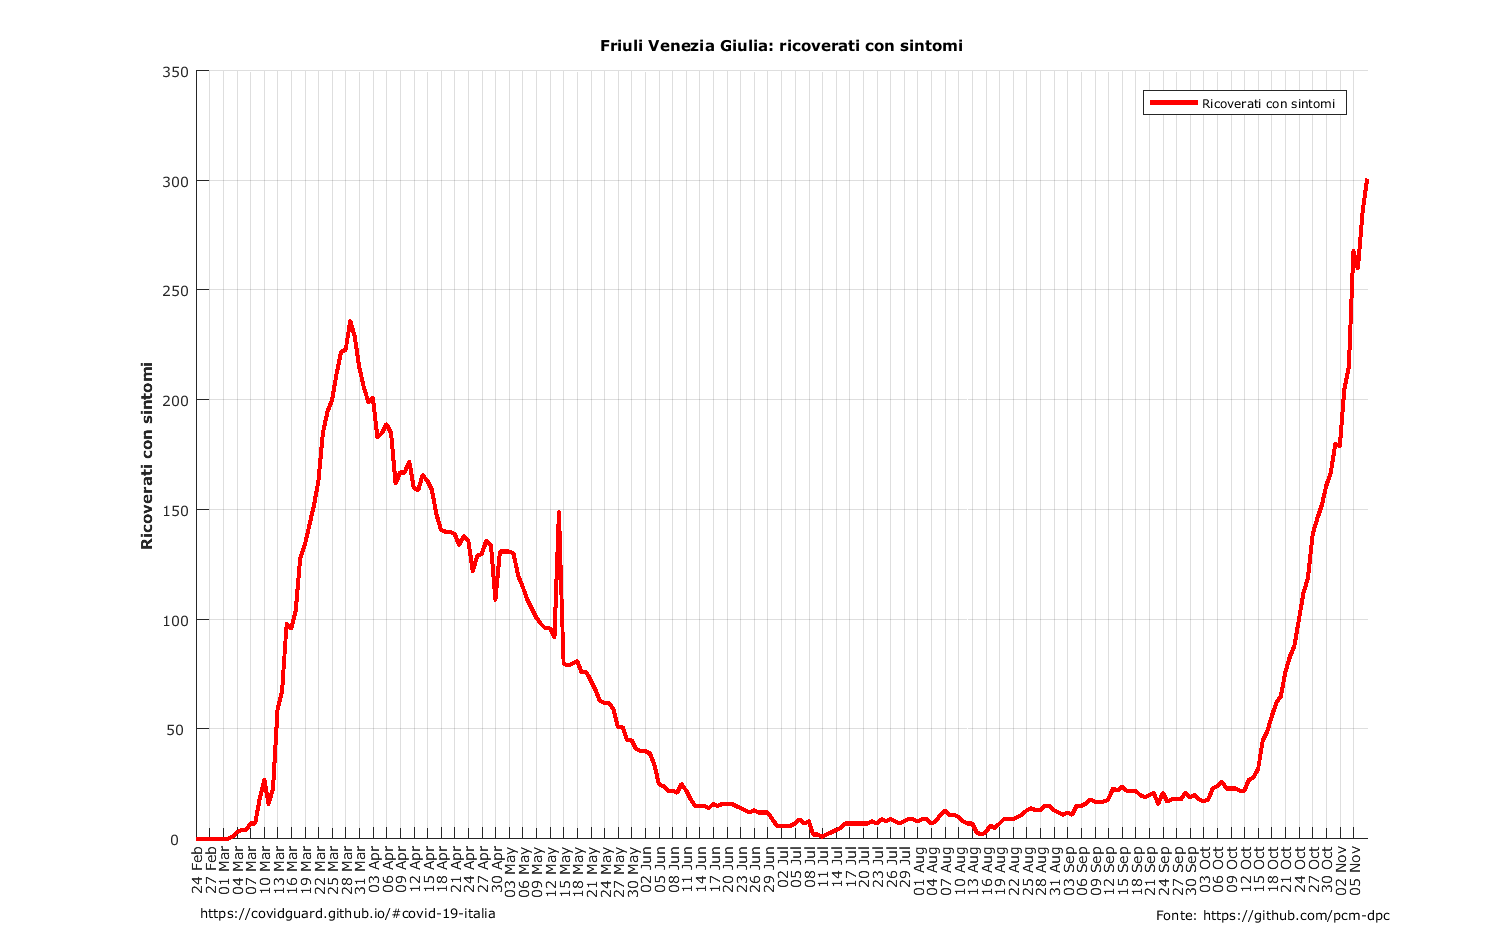 Friuli Venezia Giulia: ricoverati con sintomi
Ricoverati con sintomi
Ricoverati con sintomi
350
300
250
200
150
100
50
0
24 Feb
27 Feb
01 Mar
04 Mar
07 Mar
10 Mar
13 Mar
16 Mar
19 Mar
22 Mar
25 Mar
28 Mar
31 Mar
03 Apr
06 Apr
09 Apr
12 Apr
15 Apr
18 Apr
21 Apr
24 Apr
27 Apr
30 Apr
03 May
06 May
09 May
12 May
15 May
18 May
21 May
24 May
27 May
30 May
02 Jun
05 Jun
08 Jun
11 Jun
14 Jun
17 Jun
20 Jun
23 Jun
26 Jun
29 Jun
02 Jul
05 Jul
08 Jul
11 Jul
14 Jul
17 Jul
20 Jul
23 Jul
26 Jul
29 Jul
01 Aug
04 Aug
07 Aug
10 Aug
13 Aug
16 Aug
19 Aug
22 Aug
25 Aug
28 Aug
31 Aug
03 Sep
06 Sep
09 Sep
12 Sep
15 Sep
18 Sep
21 Sep
24 Sep
27 Sep
30 Sep
03 Oct
06 Oct
09 Oct
12 Oct
15 Oct
18 Oct
21 Oct
24 Oct
27 Oct
30 Oct
02 Nov
05 Nov
https://covidguard.github.io/#covid-19-italia
Fonte: https://github.com/pcm-dpc